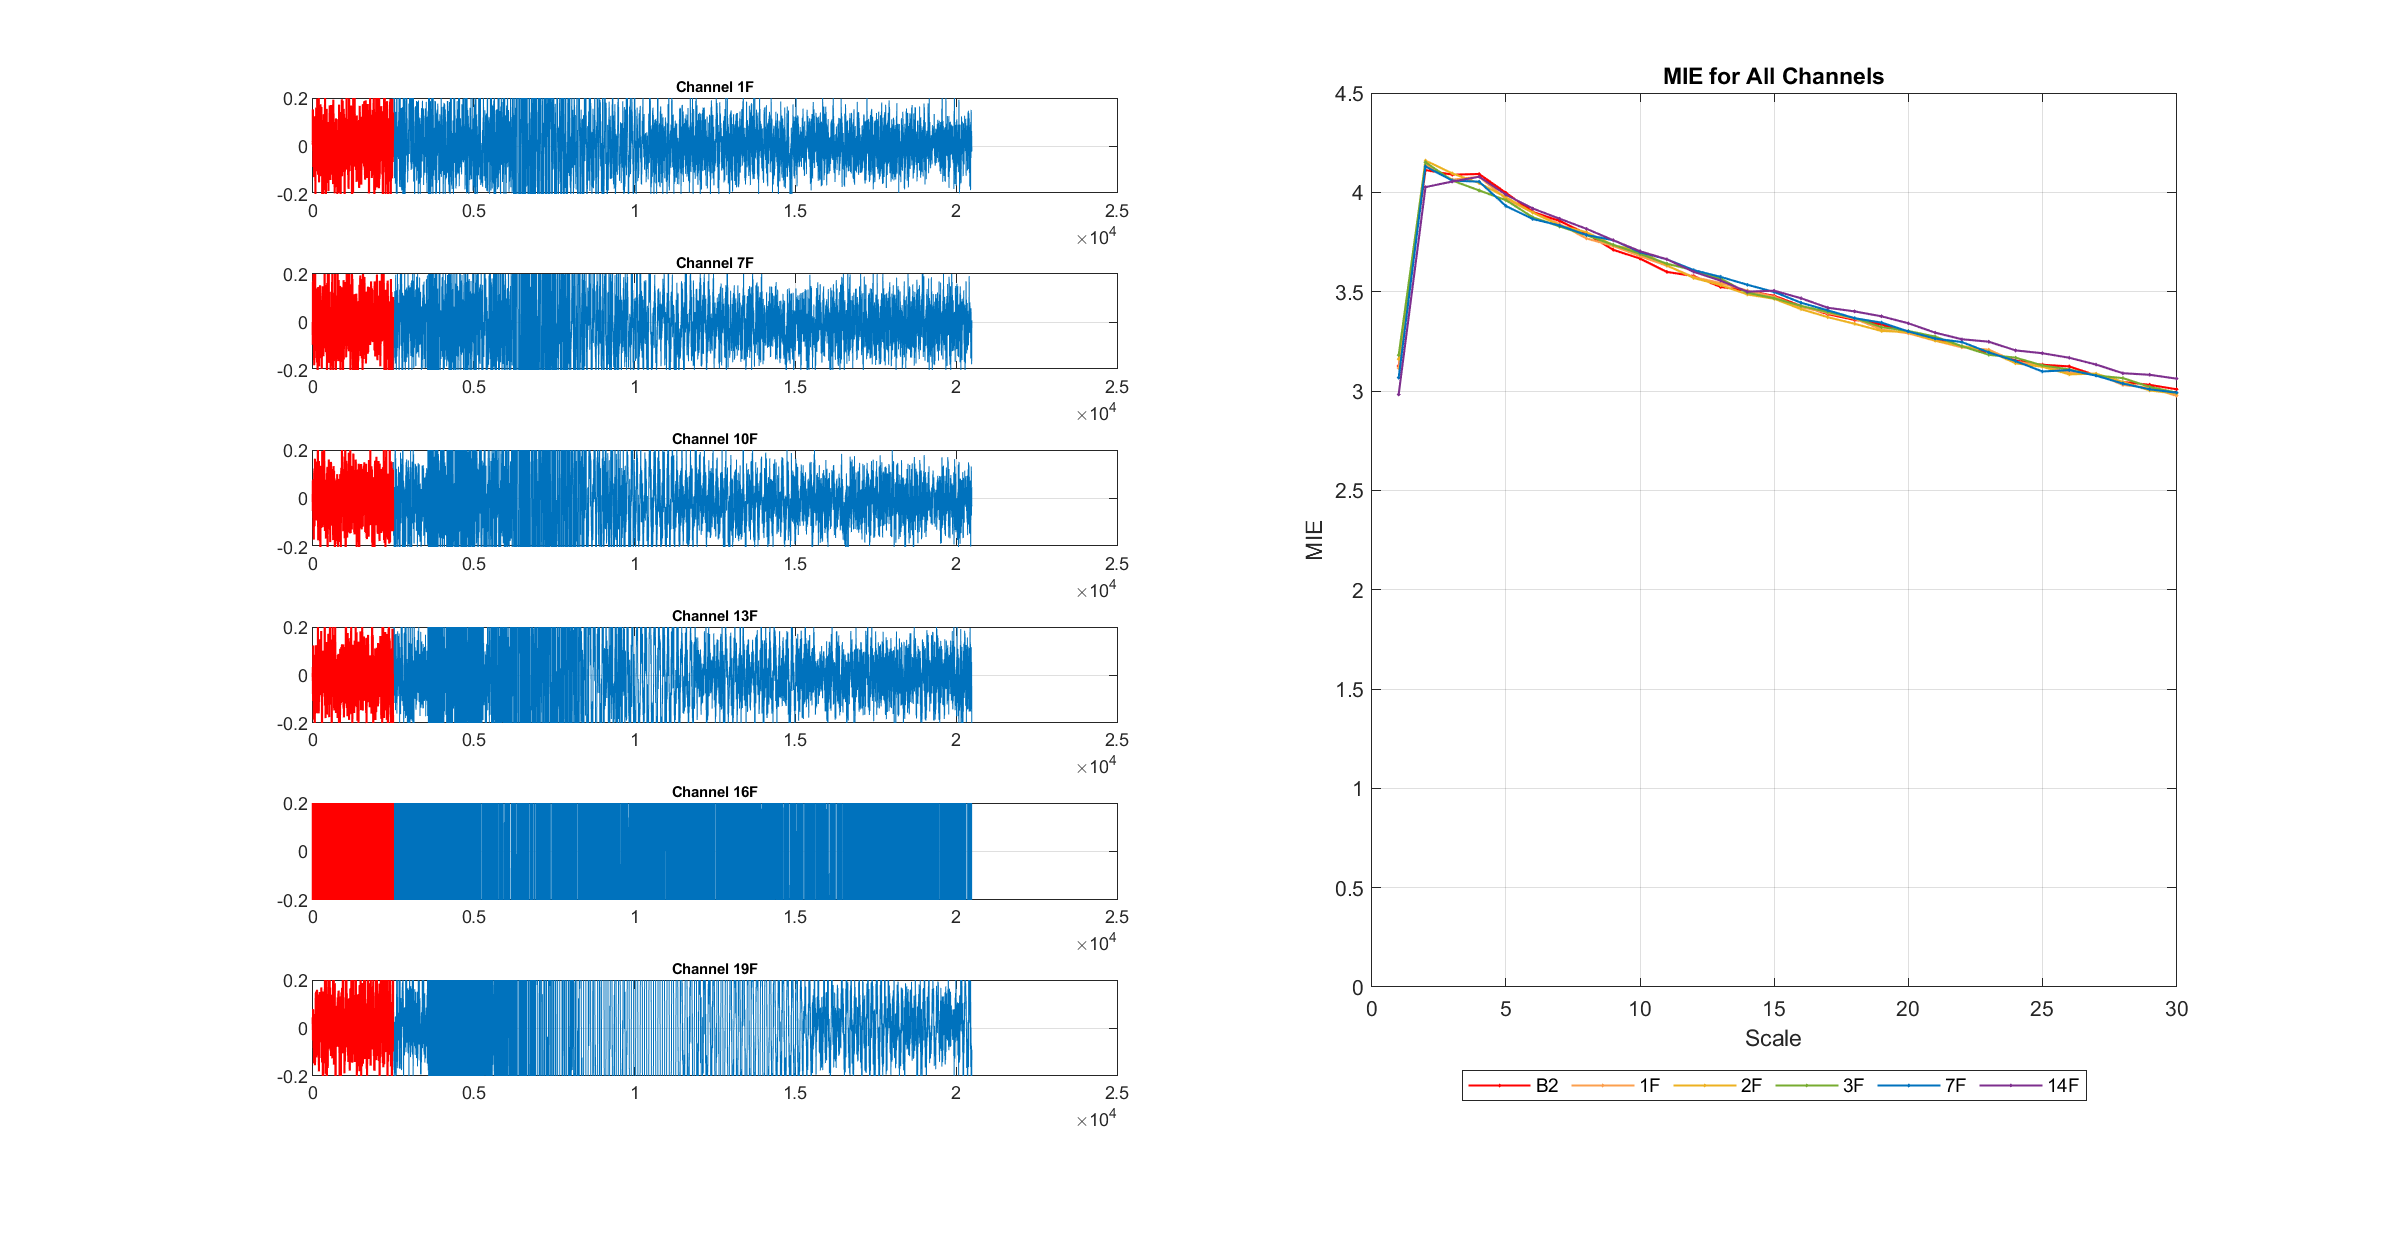 Channel 1F
0.2
0
-0.2
0 0.5 1 1.5 2 2.5
×10^4
Channel 7F
0.2
0
-0.2
0 0.5 1 1.5 2 2.5
×10^4
Channel 10F
0.2
0
-0.2
0 0.5 1 1.5 2 2.5
×10^4
Channel 13F
0.2
0
-0.2
0 0.5 1 1.5 2 2.5
×10^4
Channel 16F
0.2
0
-0.2
0 0.5 1 1.5 2 2.5
×10^4
Channel 19F
0.2
0
-0.2
0 0.5 1 1.5 2 2.5
×10^4
MIE for All Channels
4.5
4
3.5
3
2.5
2
1.5
1
0.5
0
MIE
0 5 10 15 20 25 30
Scale
B2 1F 2F 3F 7F 14F